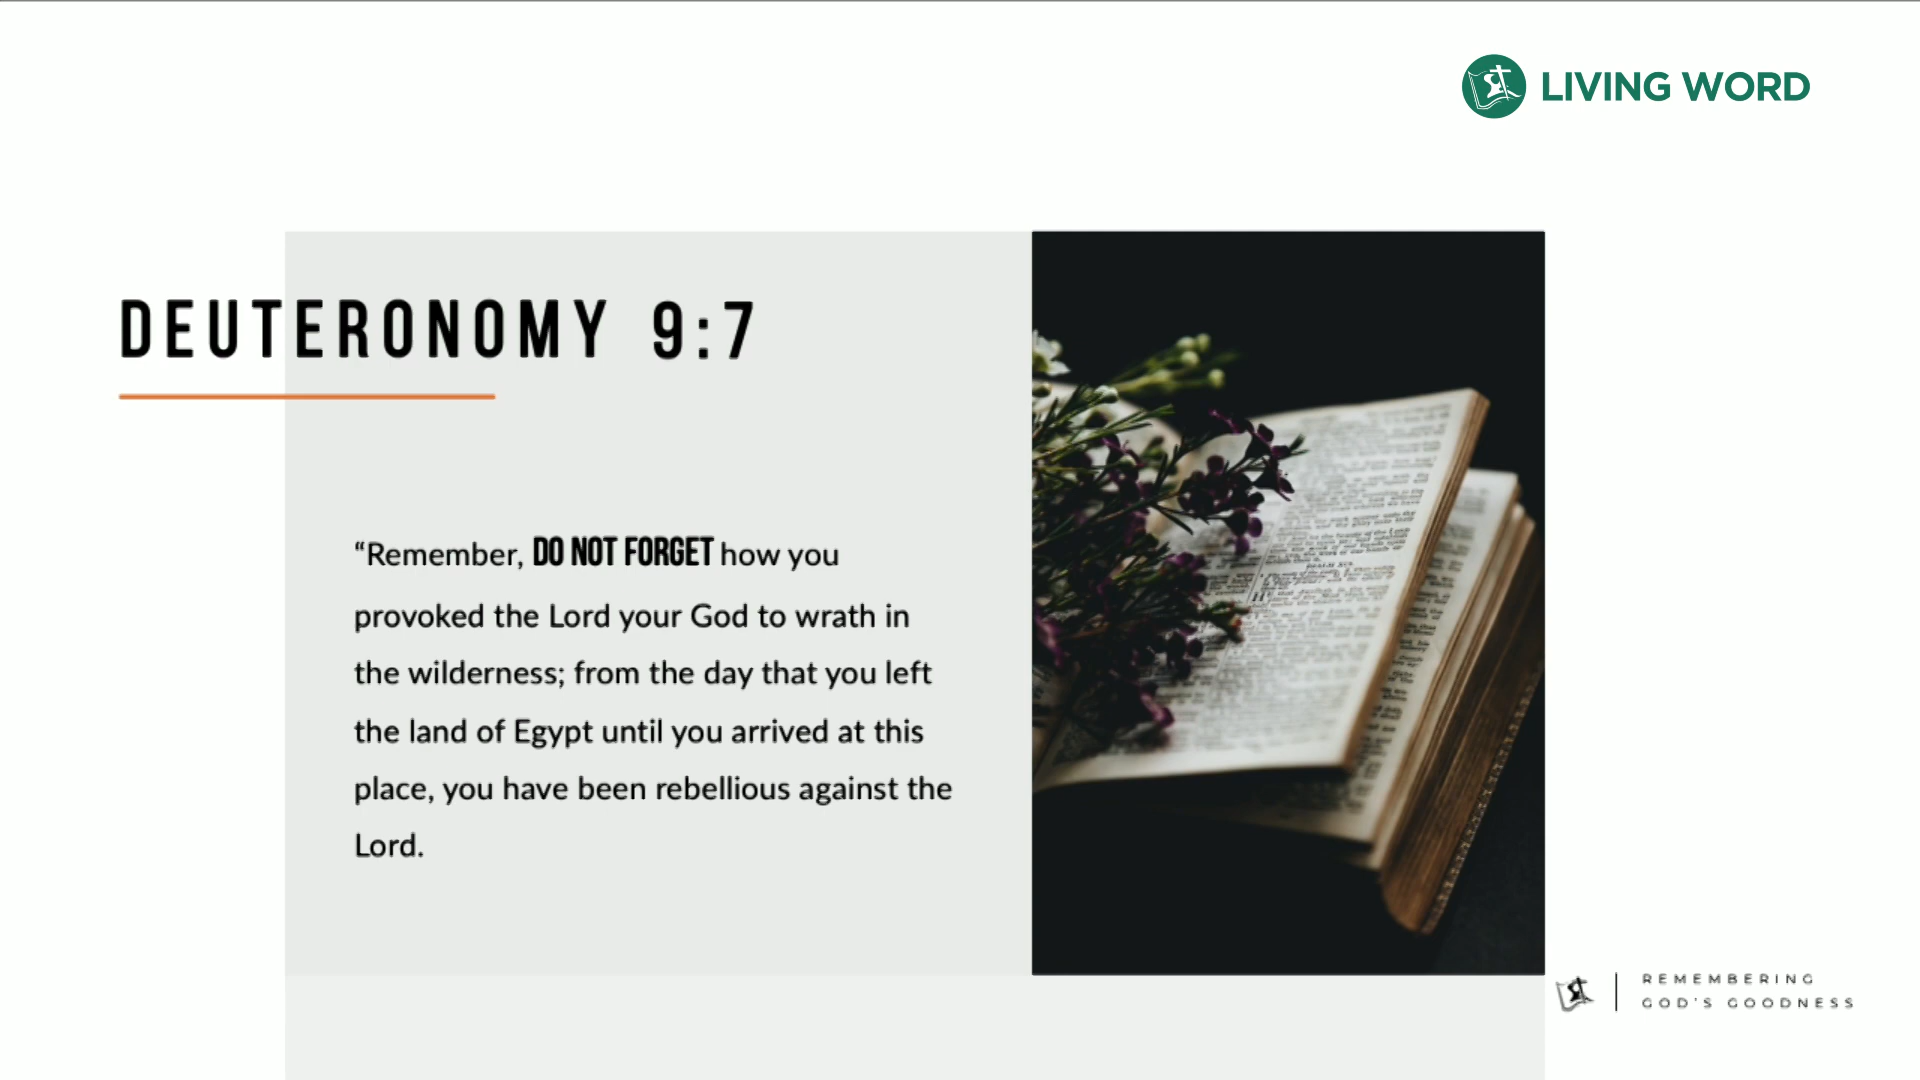 LIVING WORD
DEUTERONOMY 9:7
“Remember, DO NOT FORGET how you
provoked the Lord your God to wrath in
the wilderness; from the day that you left
the land of Egypt until you arrived at this
place, you have been rebellious against the
Lord.
REMEMBERING
GOD'S GOODNESS